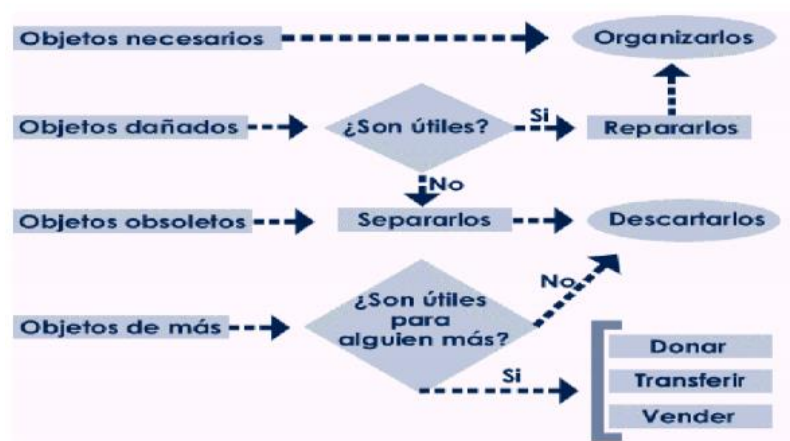 Objetos necesarios
Organizarlos
Objetos dañados
¿Son útiles?
Si
Repararlos
No
Objetos obsoletos
Separarlos
Descartarlos
Objetos de más
¿Son útiles
para
alguien más?
No
Si
Donar
Transferir
Vender